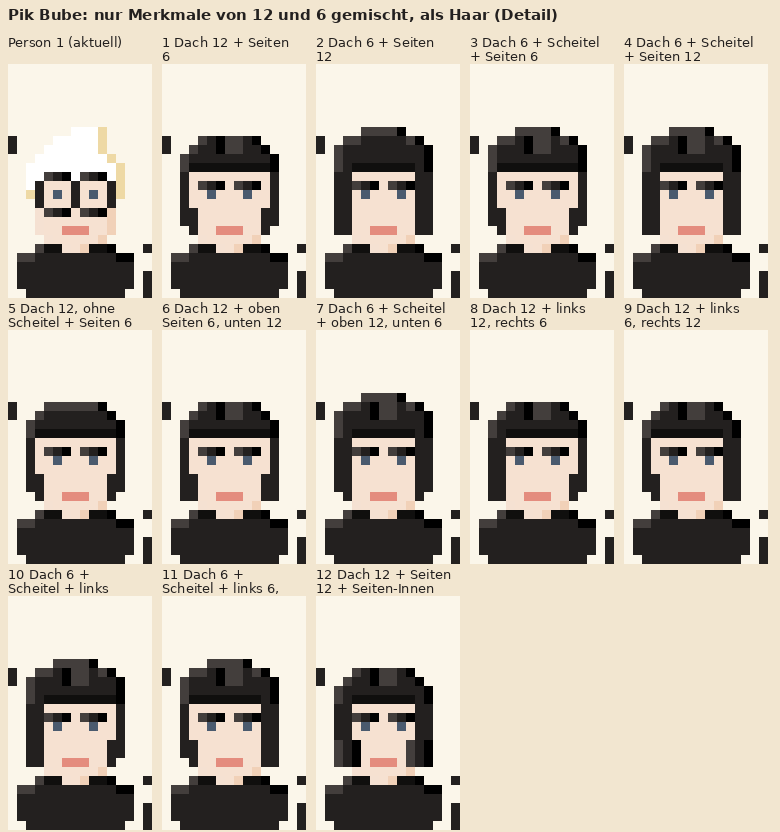 Pik Bube: nur Merkmale von 12 und 6 gemischt, als Haar (Detail)
Person 1 (aktuell)
1 Dach 12 + Seiten
6
2 Dach 6 + Seiten
12
3 Dach 6 + Scheitel
+ Seiten 6
4 Dach 6 + Scheitel
+ Seiten 12
5 Dach 12, ohne
Scheitel + Seiten 6
6 Dach 12 + oben
Seiten 6, unten 12
7 Dach 6 + Scheitel
+ oben 12, unten 6
8 Dach 12 + links
12, rechts 6
9 Dach 12 + links
6, rechts 12
10 Dach 6 +
Scheitel + links
11 Dach 6 +
Scheitel + links 6,
12 Dach 12 + Seiten
12 + Seiten-Innen